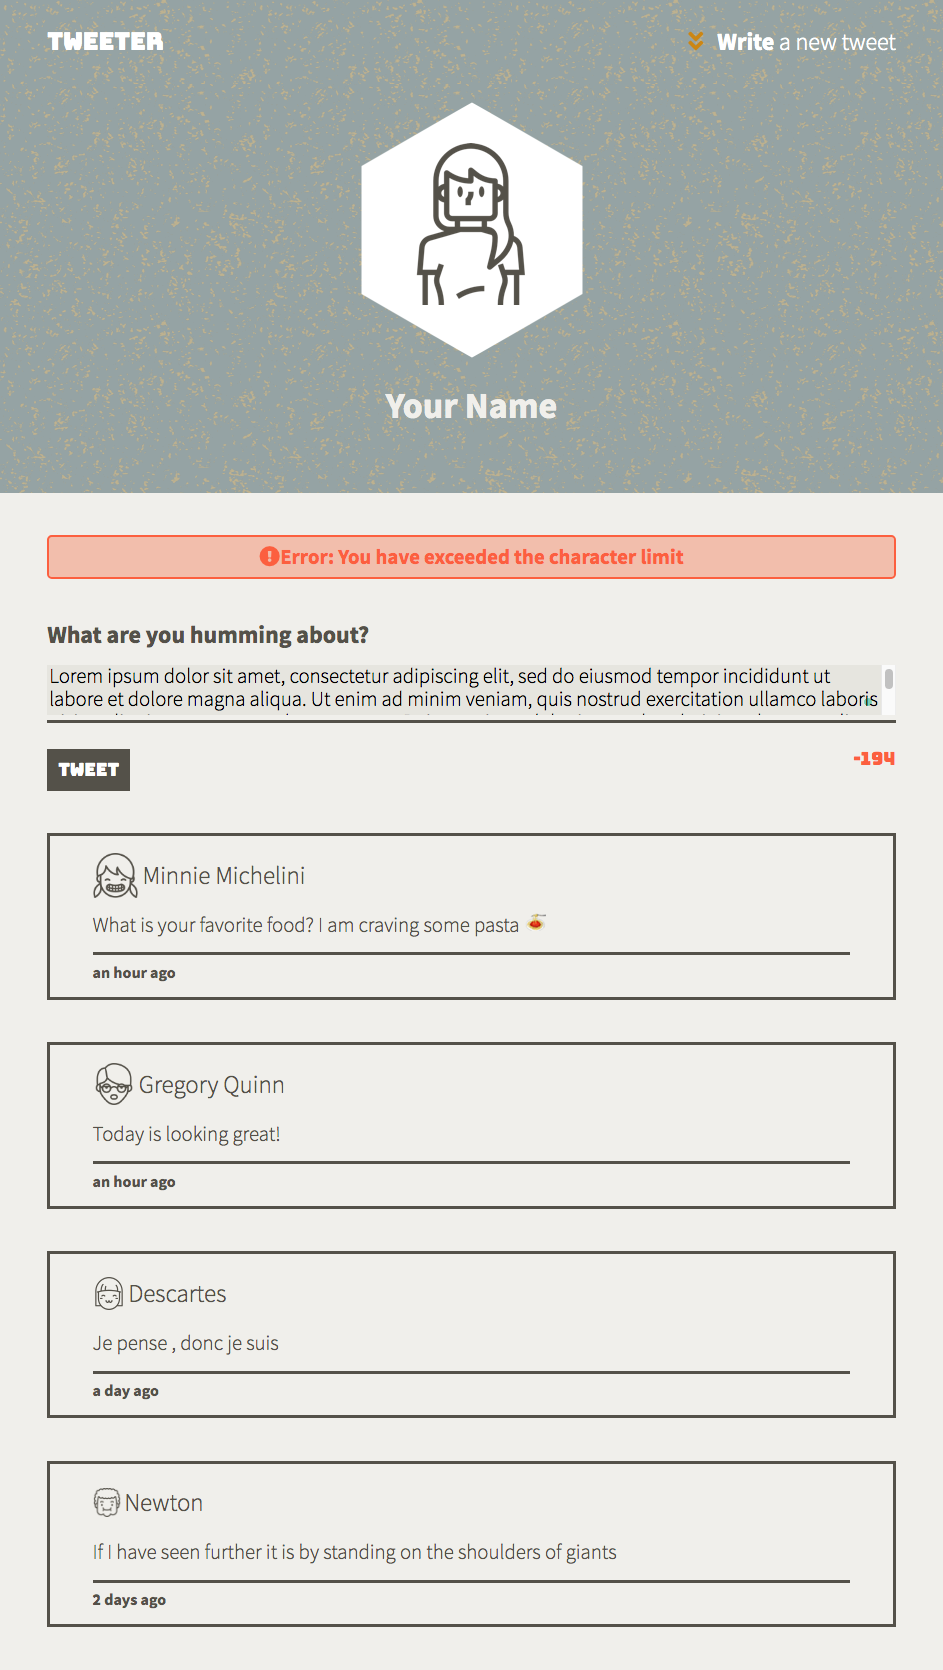 TWEETER
Write a new tweet
Your Name
Error: You have exceeded the character limit
What are you humming about?
Lorem ipsum dolor sit amet, consectetur adipiscing elit, sed do eiusmod tempor incididunt ut
labore et dolore magna aliqua. Ut enim ad minim veniam, quis nostrud exercitation ullamco laboris
TWEET
-194
Minnie Michelini
What is your favorite food? I am craving some pasta 🍝
an hour ago
Gregory Quinn
Today is looking great!
an hour ago
Descartes
Je pense , donc je suis
a day ago
Newton
If I have seen further it is by standing on the shoulders of giants
2 days ago